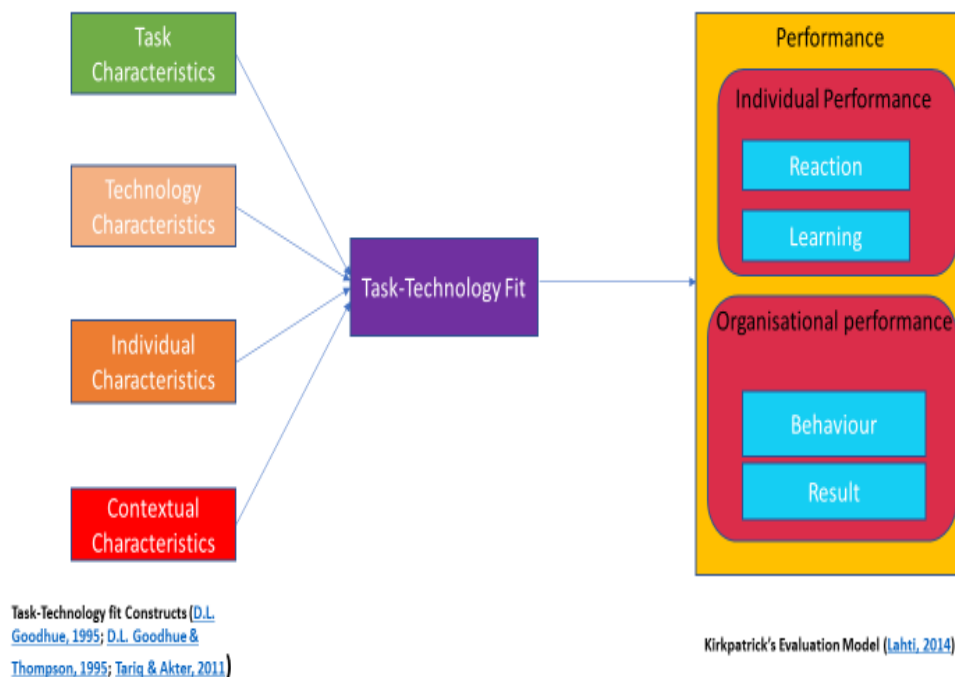 Task
Characteristics
Technology
Characteristics
Individual
Characteristics
Contextual
Characteristics
Task-Technology Fit
Performance
Individual Performance
Reaction
Learning
Organisational performance
Behaviour
Result
Task-Technology fit Constructs (D.L.
Goodhue, 1995; D.L. Goodhue &
Thompson, 1995; Tariq & Akter, 2011)
Kirkpatrick's Evaluation Model (Lahti, 2014)